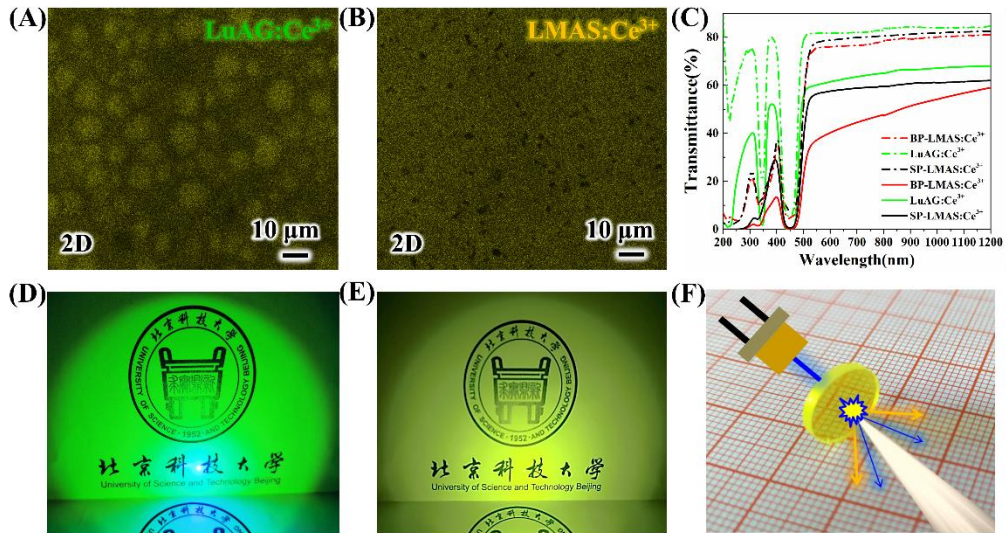 (A)
LuAG:Ce³⁺
2D
10 μm
(B)
LMAS:Ce³⁺
2D
10 μm
(C)
Transmittance(%)
80
60
40
20
0
BP-LMAS:Ce³⁺
LuAG:Ce³⁺
SP-LMAS:Ce³⁺
BP-LMAS:Ce³⁺
LuAG:Ce³⁺
SP-LMAS:Ce³⁺
200 300 400 500 600 700 800 900 1000 1100 1200
Wavelength(nm)
(D)
北京科技大学
UNIVERSITY OF SCIENCE AND TECHNOLOGY BEIJING
·1952·
北京科技大学
University of Science and Technology Beijing
(E)
北京科技大学
UNIVERSITY OF SCIENCE AND TECHNOLOGY BEIJING
·1952·
北京科技大学
University of Science and Technology Beijing
(F)